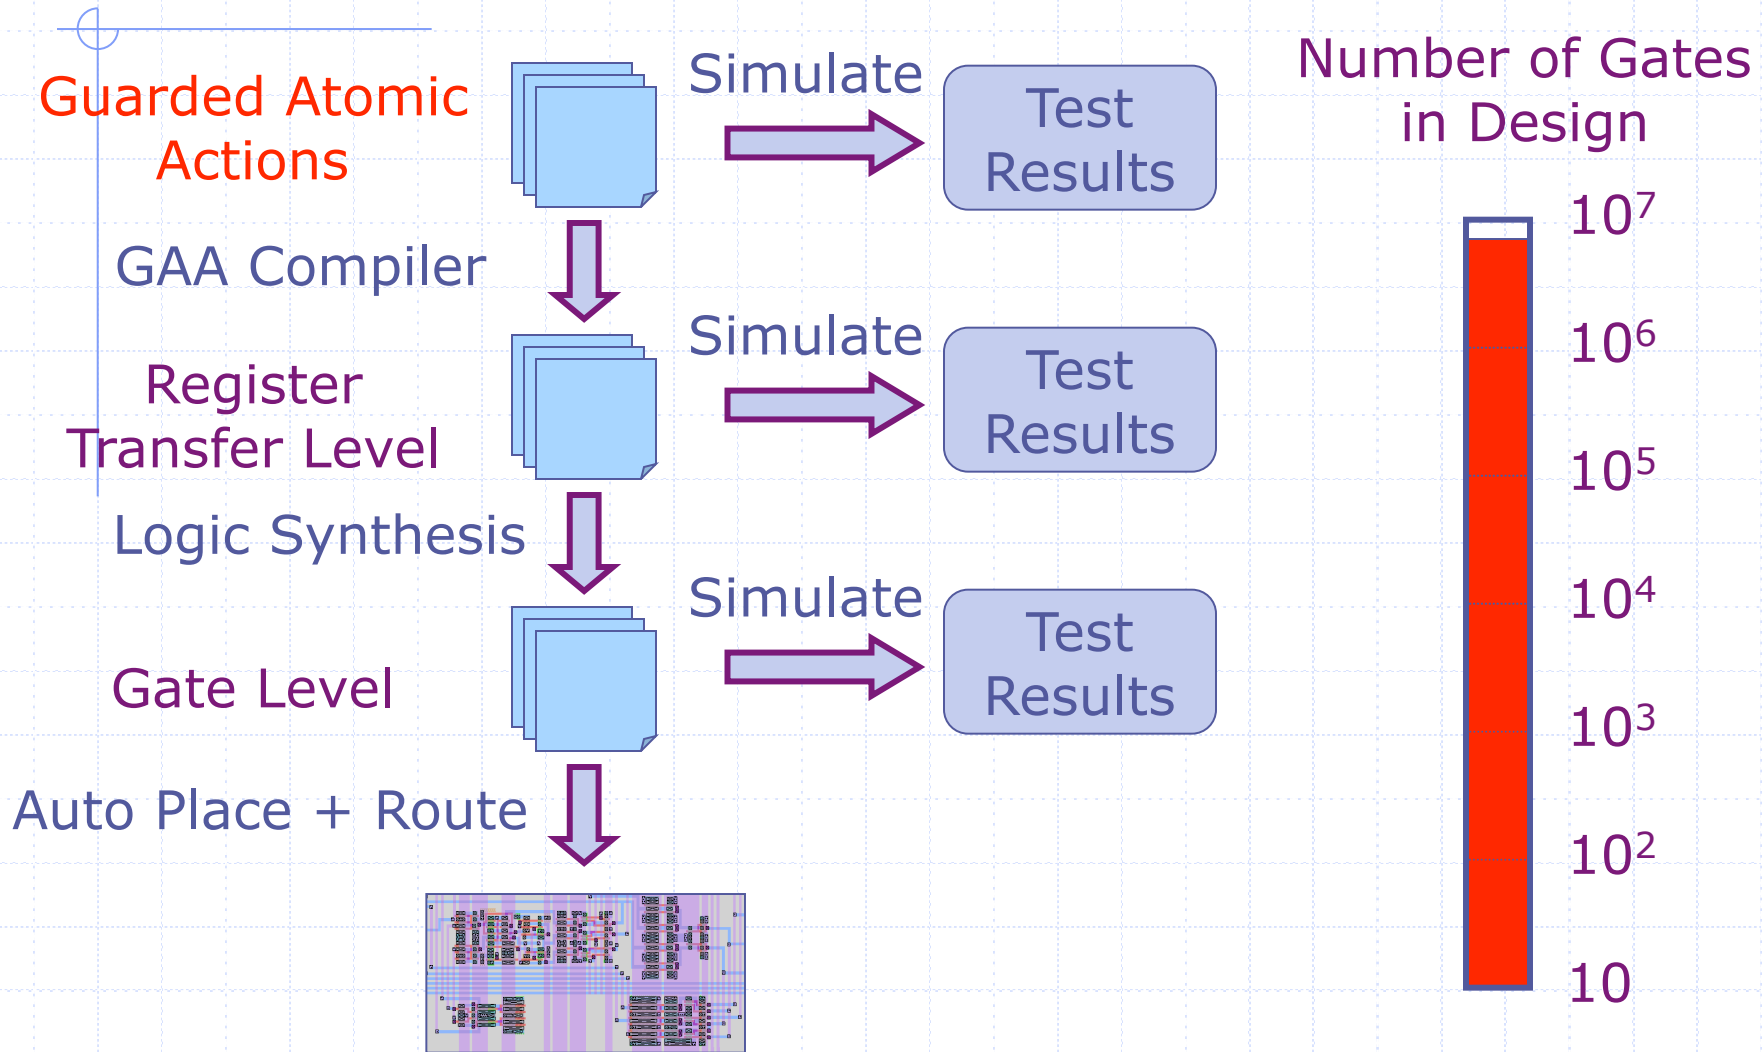 Guarded Atomic
Actions
Simulate
Test
Results
GAA Compiler
Register
Transfer Level
Simulate
Test
Results
Logic Synthesis
Gate Level
Simulate
Test
Results
Auto Place + Route
Number of Gates
in Design
10⁷
10⁶
10⁵
10⁴
10³
10²
10